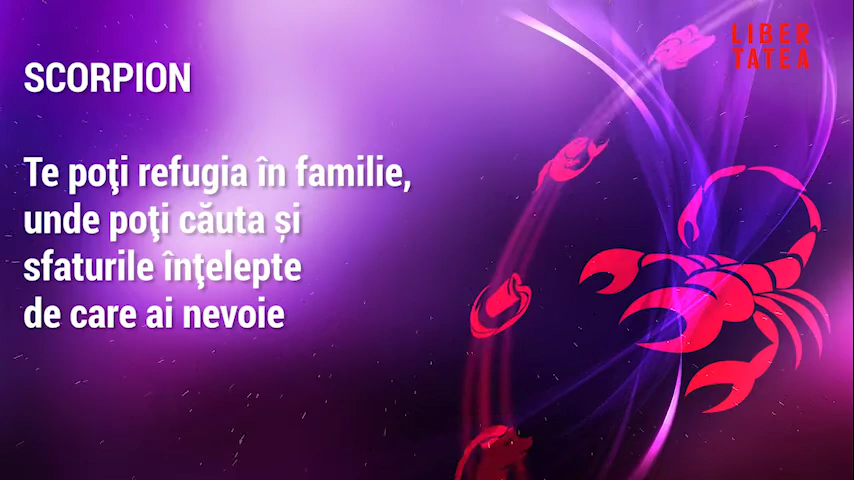 LIBER
TATEA
SCORPION
Te poţi refugia în familie,
unde poţi căuta și
sfaturile înţelepte
de care ai nevoie